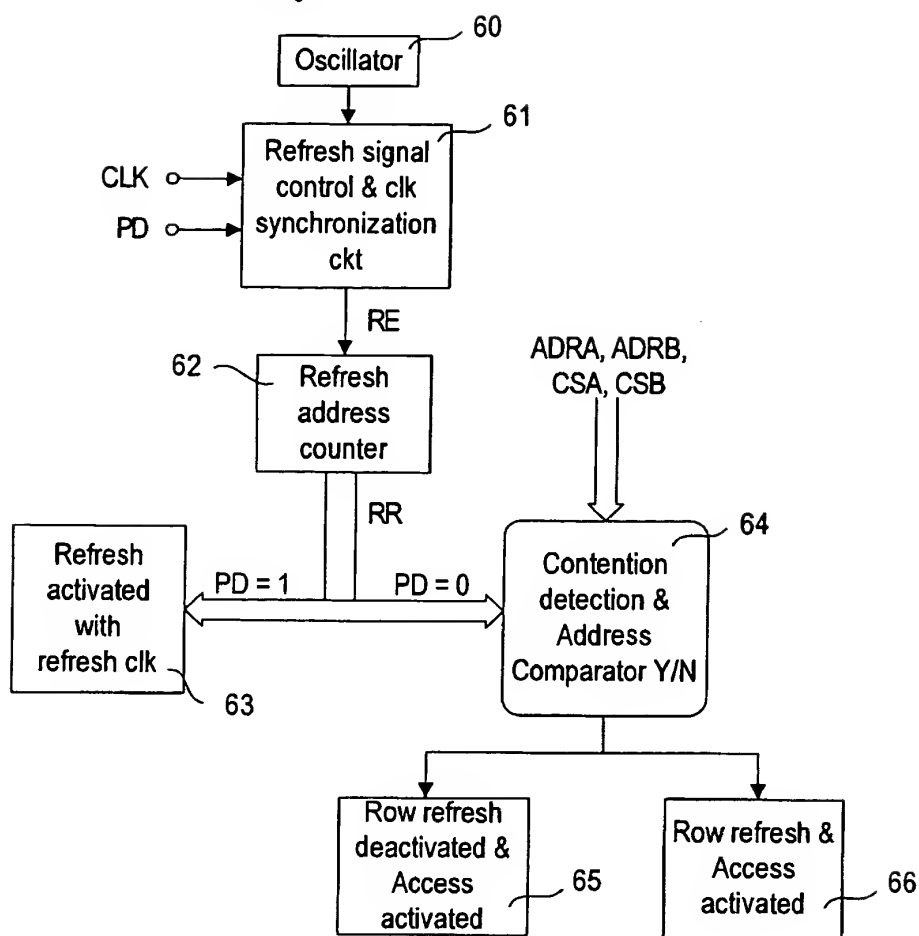 60
Oscillator
61
Refresh signal
control & clk
synchronization
ckt
CLK
PD
RE
62
Refresh
address
counter
ADRA, ADRB,
CSA, CSB
RR
64
Refresh
activated
with
refresh clk
63
PD = 1
PD = 0
Contention
detection &
Address
Comparator Y/N
Row refresh
deactivated &
Access
activated
65
Row refresh &
Access
activated
66